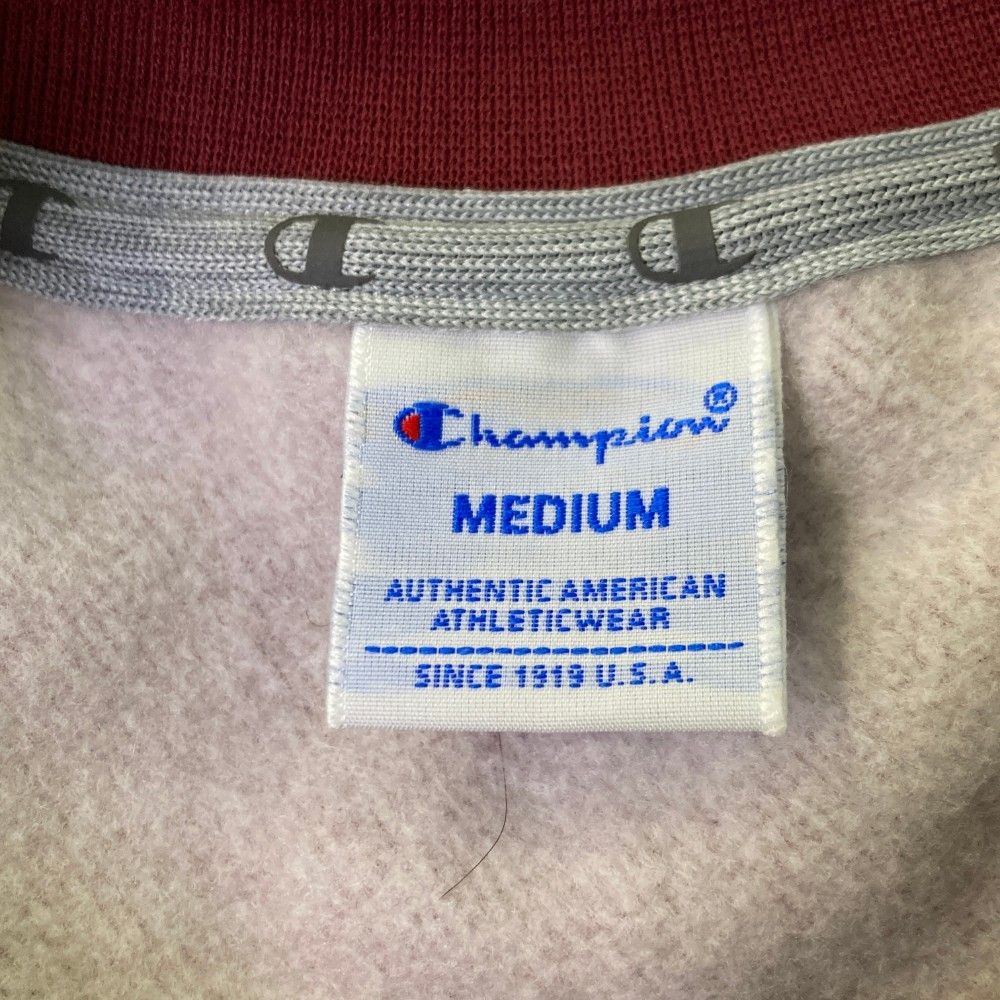 Champion®
MEDIUM
AUTHENTIC AMERICAN
ATHLETICWEAR
SINCE 1919 U.S.A.